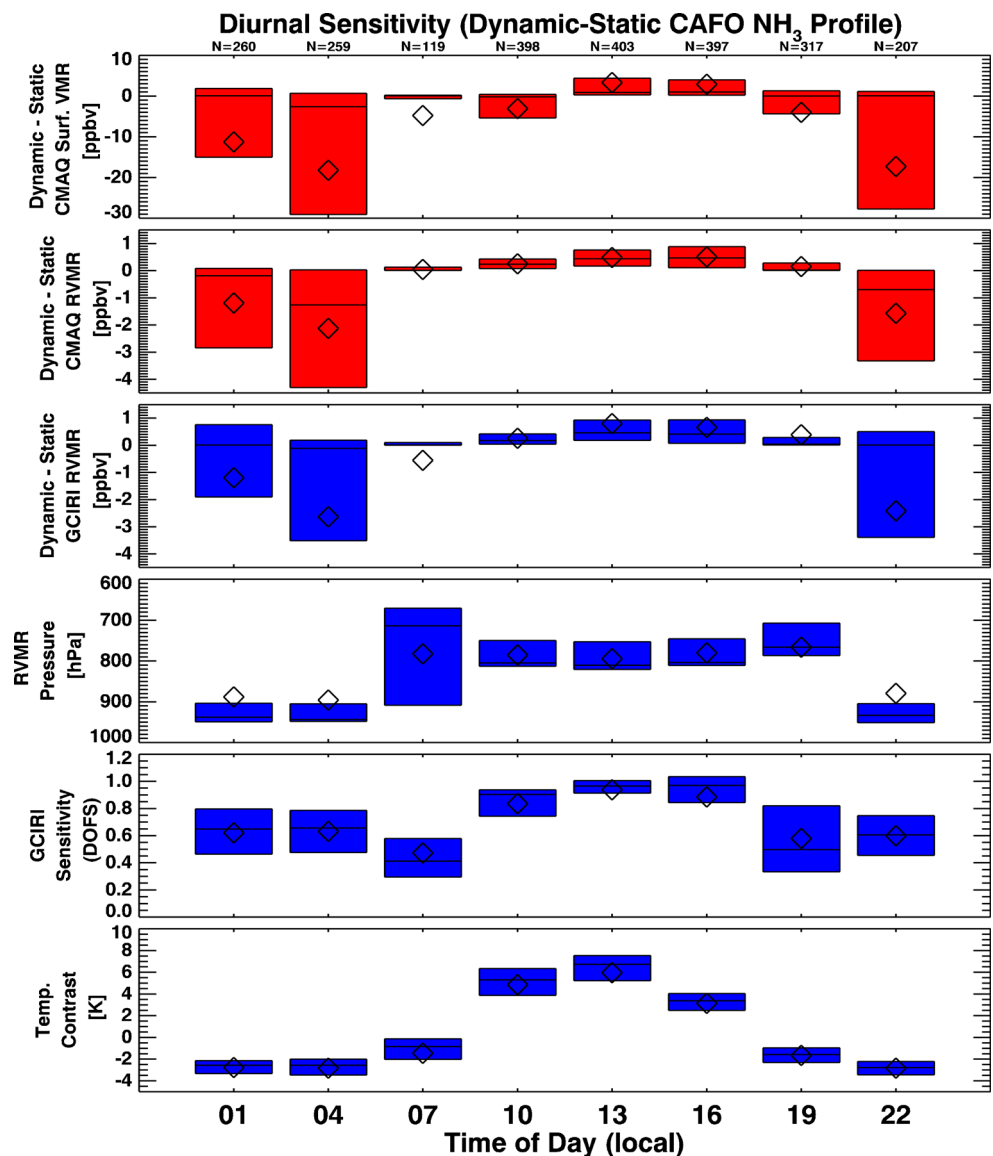 Diurnal Sensitivity (Dynamic-Static CAFO NH3 Profile)
N=260 N=259 N=119 N=398 N=403 N=397 N=317 N=207
Dynamic - Static
CMAQ Surf. VMR
[ppbv]
10
0
-10
-20
-30
Dynamic - Static
CMAQ RVMR
[ppbv]
1
0
-1
-2
-3
-4
Dynamic - Static
GCIRI RVMR
[ppbv]
1
0
-1
-2
-3
-4
RVMR
Pressure
[hPa]
600
700
800
900
1000
GCIRI
Sensitivity
(DOFS)
1.2
1.0
0.8
0.6
0.4
0.2
0.0
Temp.
Contrast
[K]
10
8
6
4
2
0
-2
-4
01 04 07 10 13 16 19 22
Time of Day (local)